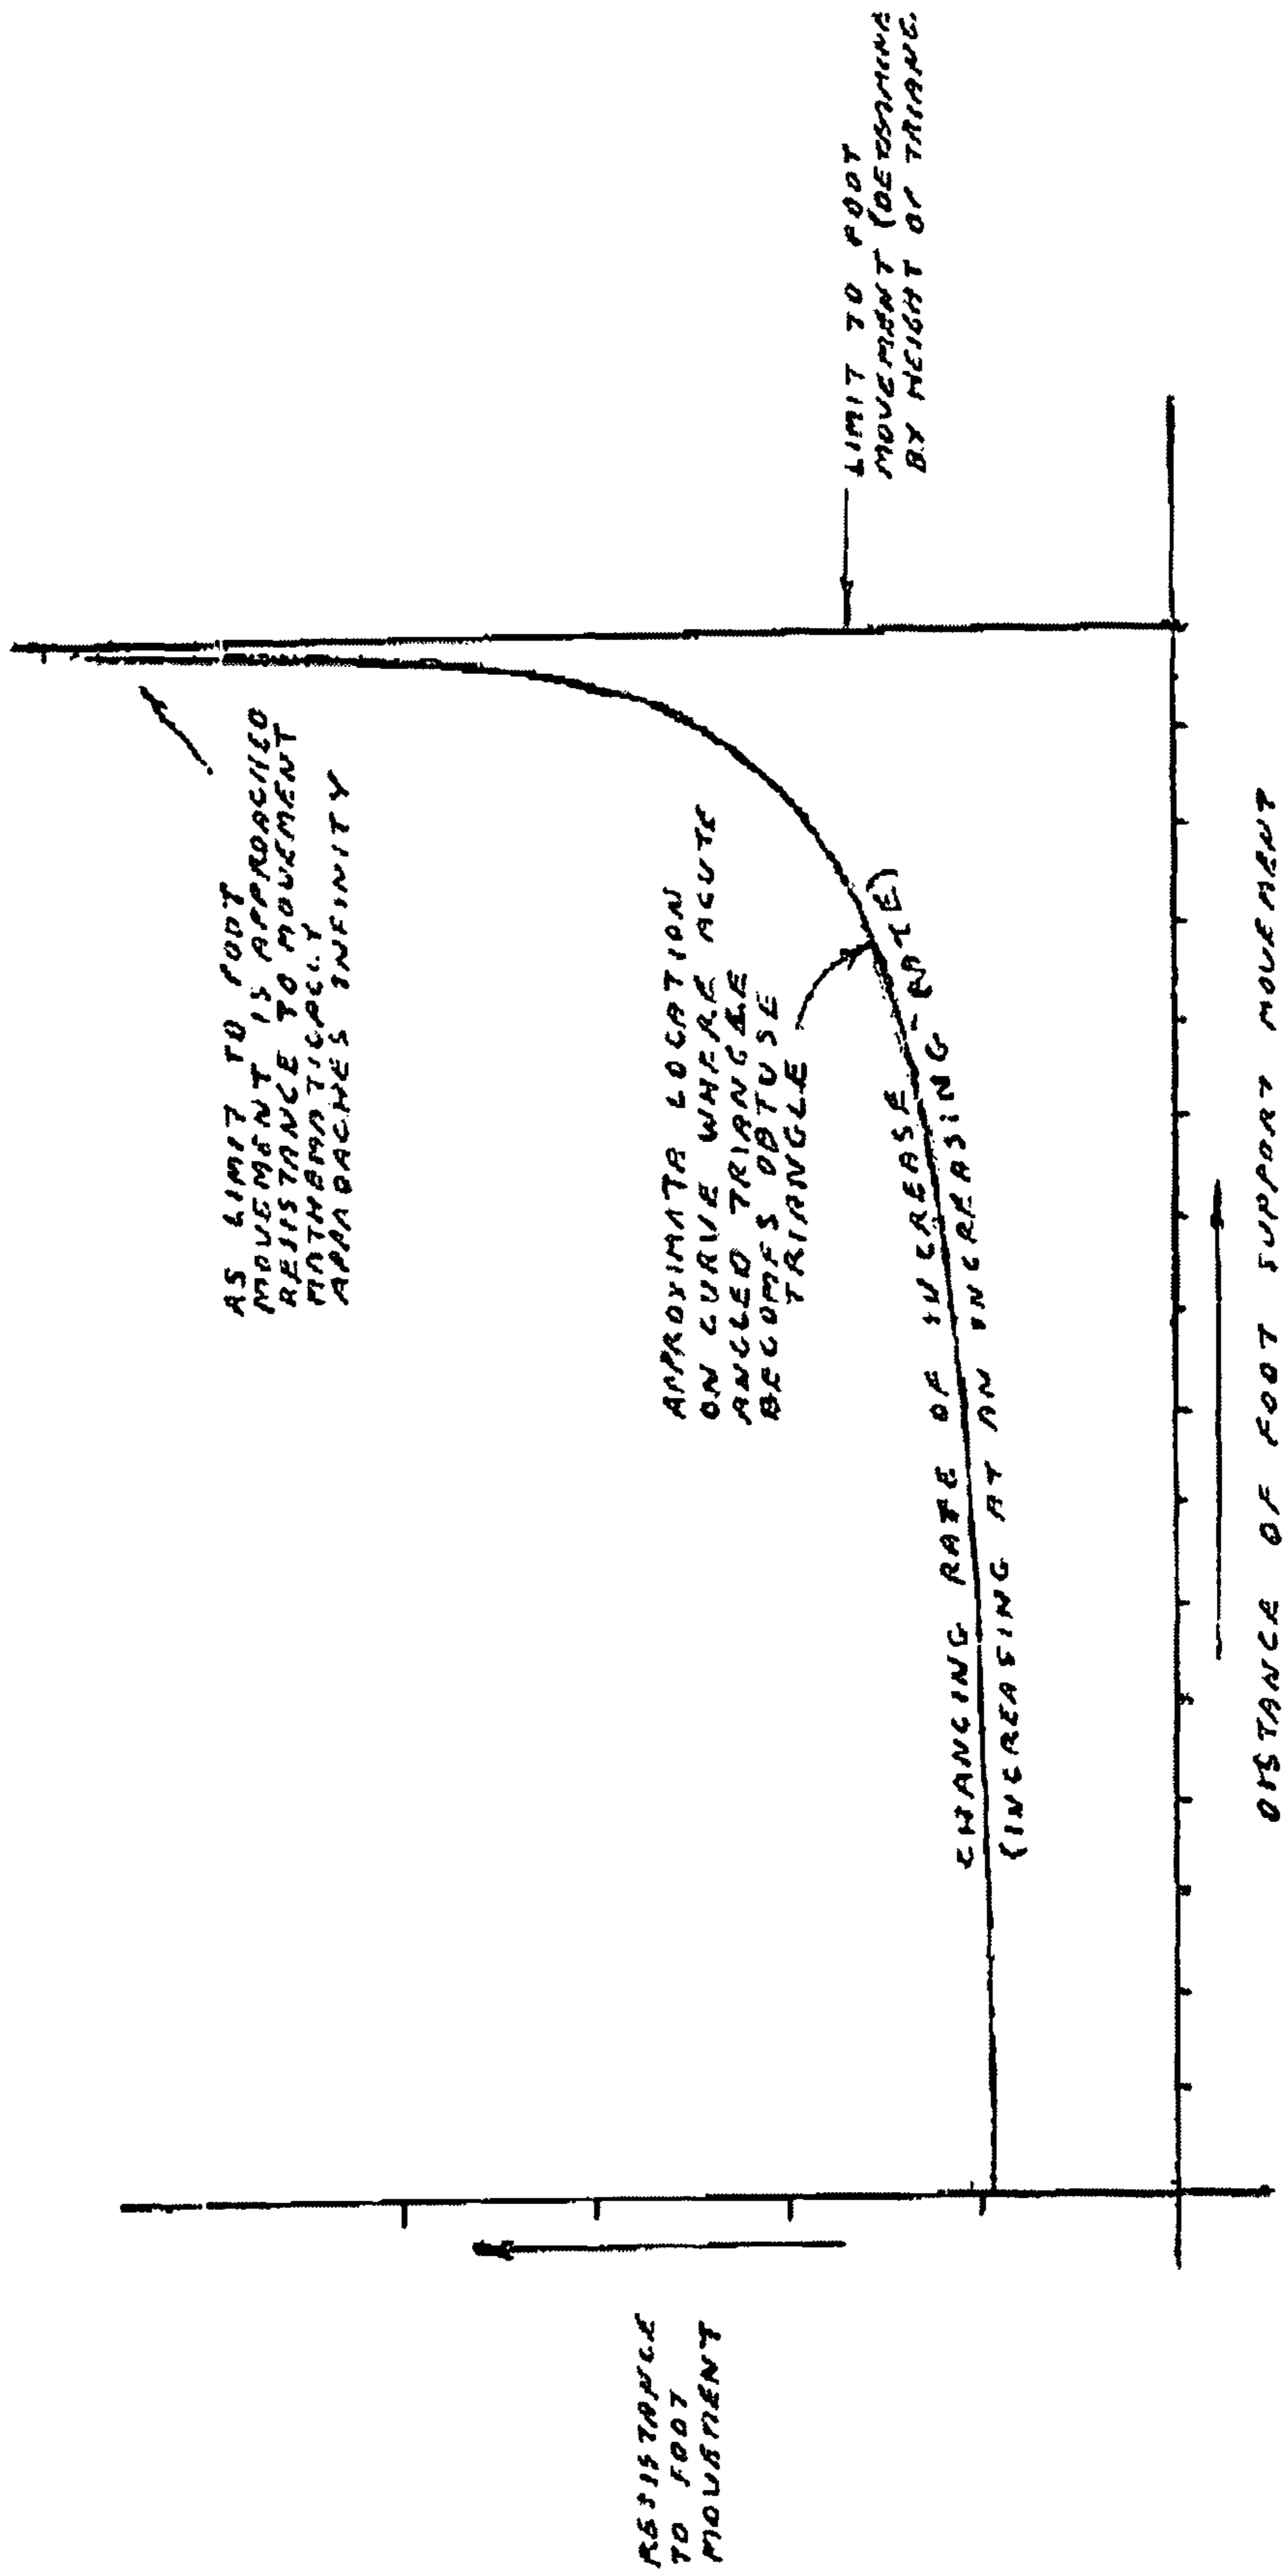 RESISTANCE
TO FOOT
MOVEMENT
AS LIMIT TO FOOT
MOVEMENT IS APPROACHED
RESISTANCE TO MOVEMENT
MATHEMATICALLY
APPROACHES INFINITY
APPROXIMATE LOCATION
ON CURVE WHERE ACUTE
ANGLED TRIANGLE
BECOMES OBTUSE
TRIANGLE
CHANGING RATE OF INCREASE
(INCREASING AT AN INCREASING RATE)
LIMIT TO FOOT
MOVEMENT (DETERMINE
BY HEIGHT OF TRIANGL
DISTANCE OF FOOT SUPPORT MOVEMENT